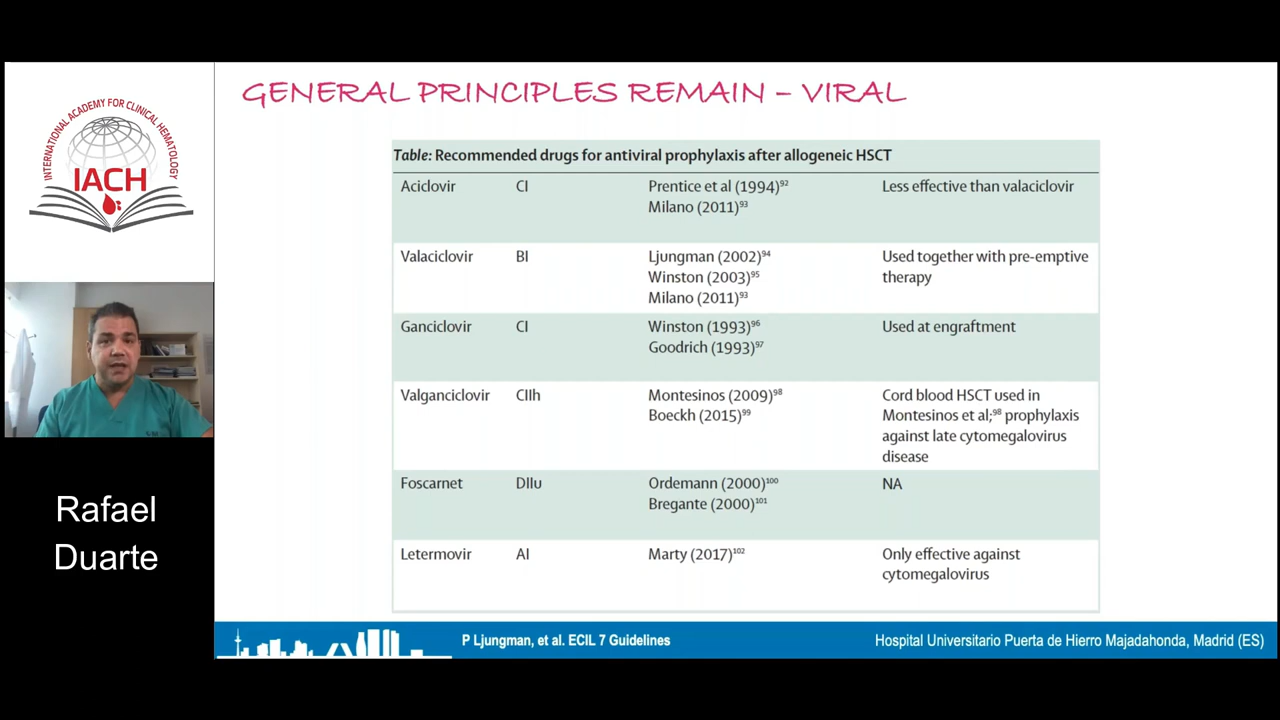 GENERAL PRINCIPLES REMAIN – VIRAL
INTERNATIONAL ACADEMY FOR CLINICAL HEMATOLOGY
IACH
Rafael
Duarte
Table: Recommended drugs for antiviral prophylaxis after allogeneic HSCT
Aciclovir CI Prentice et al (1994)⁹² Less effective than valaciclovir
Milano (2011)⁹³
Valaciclovir BI Ljungman (2002)⁹⁴ Used together with pre-emptive
Winston (2003)⁹⁵ therapy
Milano (2011)⁹³
Ganciclovir CI Winston (1993)⁹⁶ Used at engraftment
Goodrich (1993)⁹⁷
Valganciclovir CIIh Montesinos (2009)⁹⁸ Cord blood HSCT used in
Boeckh (2015)⁹⁹ Montesinos et al;⁹⁸ prophylaxis
against late cytomegalovirus
disease
Foscarnet DIIu Ordemann (2000)¹⁰⁰ NA
Bregante (2000)¹⁰¹
Letermovir AI Marty (2017)¹⁰² Only effective against
cytomegalovirus
P Ljungman, et al. ECIL 7 Guidelines
Hospital Universitario Puerta de Hierro Majadahonda, Madrid (ES)